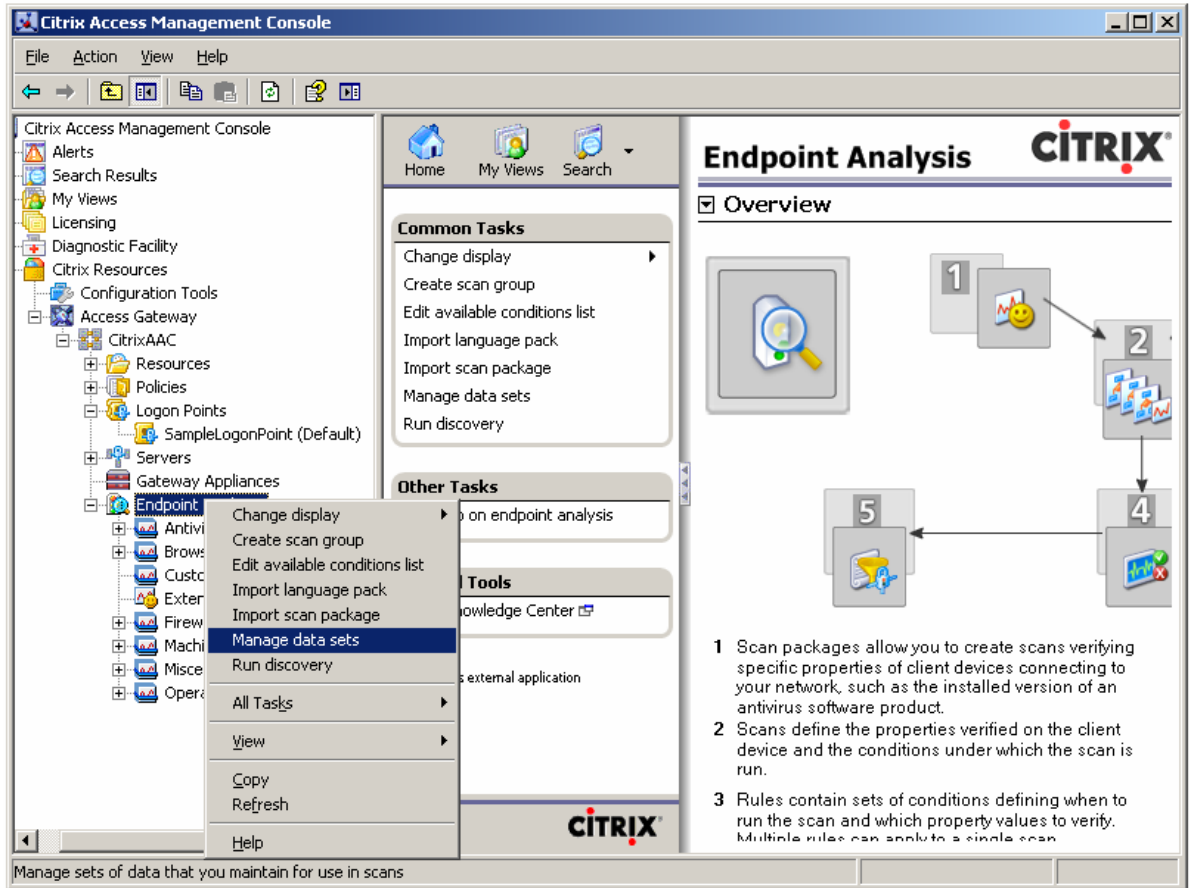 Citrix Access Management Console
File Action View Help
Citrix Access Management Console
Alerts
Search Results
My Views
Licensing
Diagnostic Facility
Citrix Resources
Configuration Tools
Access Gateway
CitrixAAC
Resources
Policies
Logon Points
SampleLogonPoint (Default)
Servers
Gateway Appliances
Endpoint
Change display
Create scan group
Edit available conditions list
Import language pack
Import scan package
Manage data sets
Run discovery
All Tasks
View
Copy
Refresh
Help
Home My Views Search
Common Tasks
Change display
Create scan group
Edit available conditions list
Import language pack
Import scan package
Manage data sets
Run discovery
Other Tasks
on endpoint analysis
Tools
Center
external application
CITRIX
Endpoint Analysis CITRIX
Overview
1
2
5
4
1 Scan packages allow you to create scans verifying
specific properties of client devices connecting to
your network, such as the installed version of an
antivirus software product.
2 Scans define the properties verified on the client
device and the conditions under which the scan is
run.
3 Rules contain sets of conditions defining when to
run the scan and which property values to verify.
Multiple rules can apply to a single scan
Manage sets of data that you maintain for use in scans